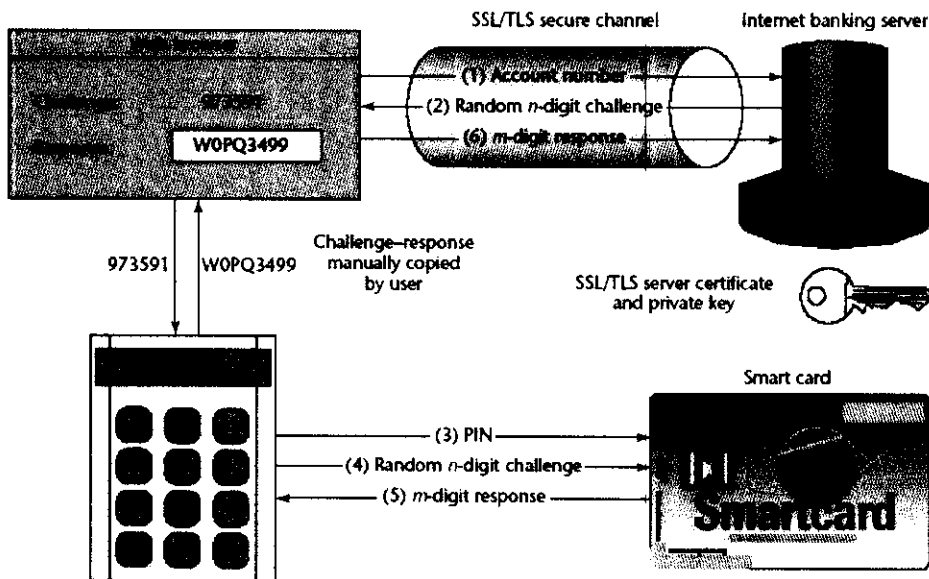 SSL/TLS secure channel
Internet banking server
Challenge
973591
W0PQ3499
(1) Account number
(2) Random n-digit challenge
(6) m-digit response
973591
W0PQ3499
Challenge–response
manually copied
by user
SSL/TLS server certificate
and private key
Smart card
(3) PIN
(4) Random n-digit challenge
(5) m-digit response
Smartcard